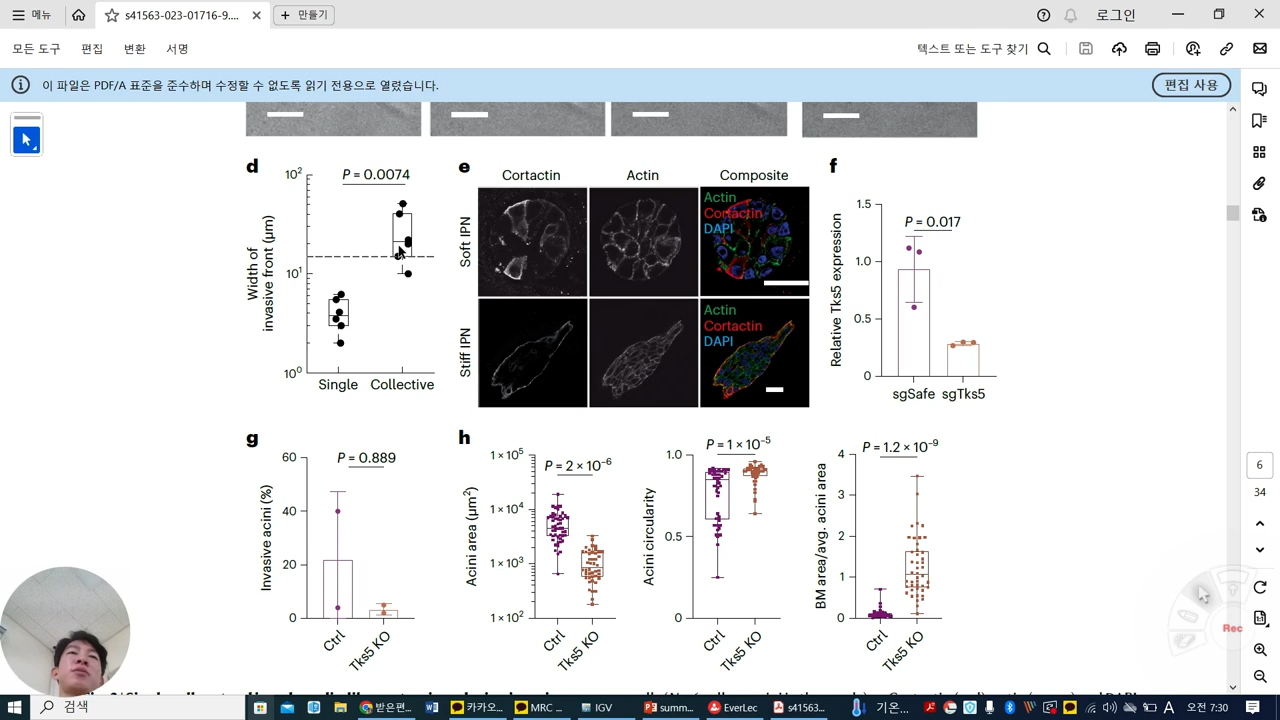 메뉴
s41563-023-01716-9....
만들기
로그인
모든 도구
편집
변환
서명
텍스트 또는 도구 찾기
이 파일은 PDF/A 표준을 준수하며 수정할 수 없도록 읽기 전용으로 열렸습니다.
편집 사용
d
P = 0.0074
10²
10¹
10⁰
Width of
invasive front (µm)
Single
Collective
e
Cortactin
Actin
Composite
Soft IPN
Actin
Cortactin
DAPI
Stiff IPN
Actin
Cortactin
DAPI
f
P = 0.017
1.5
1.0
0.5
0
Relative Tks5 expression
sgSafe
sgTks5
g
P = 0.889
60
40
20
0
Invasive acini (%)
Ctrl
Tks5 KO
h
P = 2 × 10⁻⁶
1 × 10⁵
1 × 10⁴
1 × 10³
1 × 10²
Acini area (µm²)
Ctrl
Tks5 KO
P = 1 × 10⁻⁵
1.0
0.5
0
Acini circularity
Ctrl
Tks5 KO
P = 1.2 × 10⁻⁹
4
3
2
1
0
BM area/avg. acini area
Ctrl
Tks5 KO
6
34
Rec
검색
받은편...
카카오...
MRC ...
IGV
summ...
EverLec
s41563...
기온...
A
오전 7:30